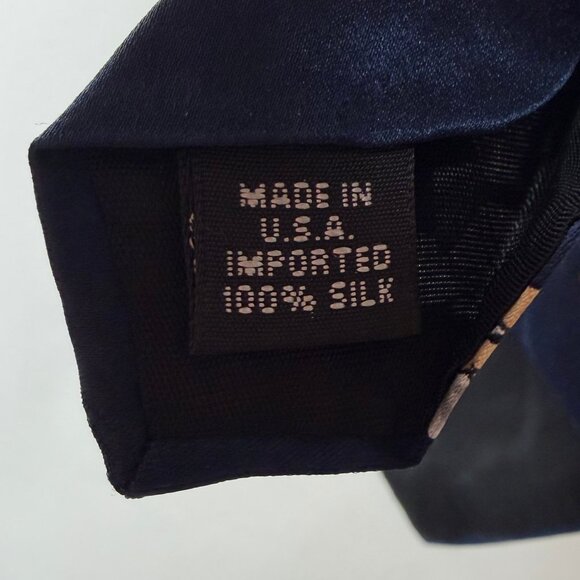 MADE IN
U.S.A.
IMPORTED
100% SILK